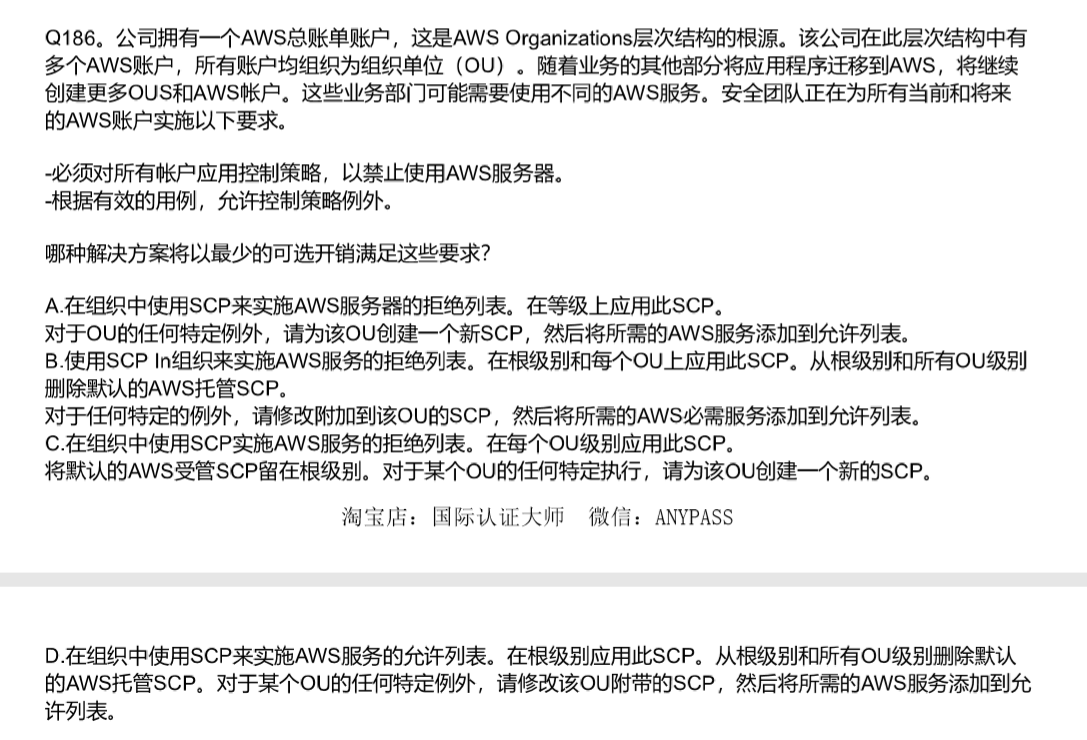 Q186。公司拥有一个AWS总账单账户，这是AWS Organizations层次结构的根源。该公司在此层次结构中有
多个AWS账户，所有账户均组织为组织单位（OU）。随着业务的其他部分将应用程序迁移到AWS，将继续
创建更多OUS和AWS帐户。这些业务部门可能需要使用不同的AWS服务。安全团队正在为所有当前和将来
的AWS账户实施以下要求。
-必须对所有帐户应用控制策略，以禁止使用AWS服务器。
-根据有效的用例，允许控制策略例外。
哪种解决方案将以最少的可选开销满足这些要求？
A.在组织中使用SCP来实施AWS服务器的拒绝列表。在等级上应用此SCP。
对于OU的任何特定例外，请为该OU创建一个新SCP，然后将所需的AWS服务添加到允许列表。
B.使用SCP In组织来实施AWS服务的拒绝列表。在根级别和每个OU上应用此SCP。从根级别和所有OU级别
删除默认的AWS托管SCP。
对于任何特定的例外，请修改附加到该OU的SCP，然后将所需的AWS必需服务添加到允许列表。
C.在组织中使用SCP实施AWS服务的拒绝列表。在每个OU级别应用此SCP。
将默认的AWS受管SCP留在根级别。对于某个OU的任何特定执行，请为该OU创建一个新的SCP。
淘宝店：国际认证大师 微信：ANYPASS
D.在组织中使用SCP来实施AWS服务的允许列表。在根级别应用此SCP。从根级别和所有OU级别删除默认
的AWS托管SCP。对于某个OU的任何特定例外，请修改该OU附带的SCP，然后将所需的AWS服务添加到允
许列表。